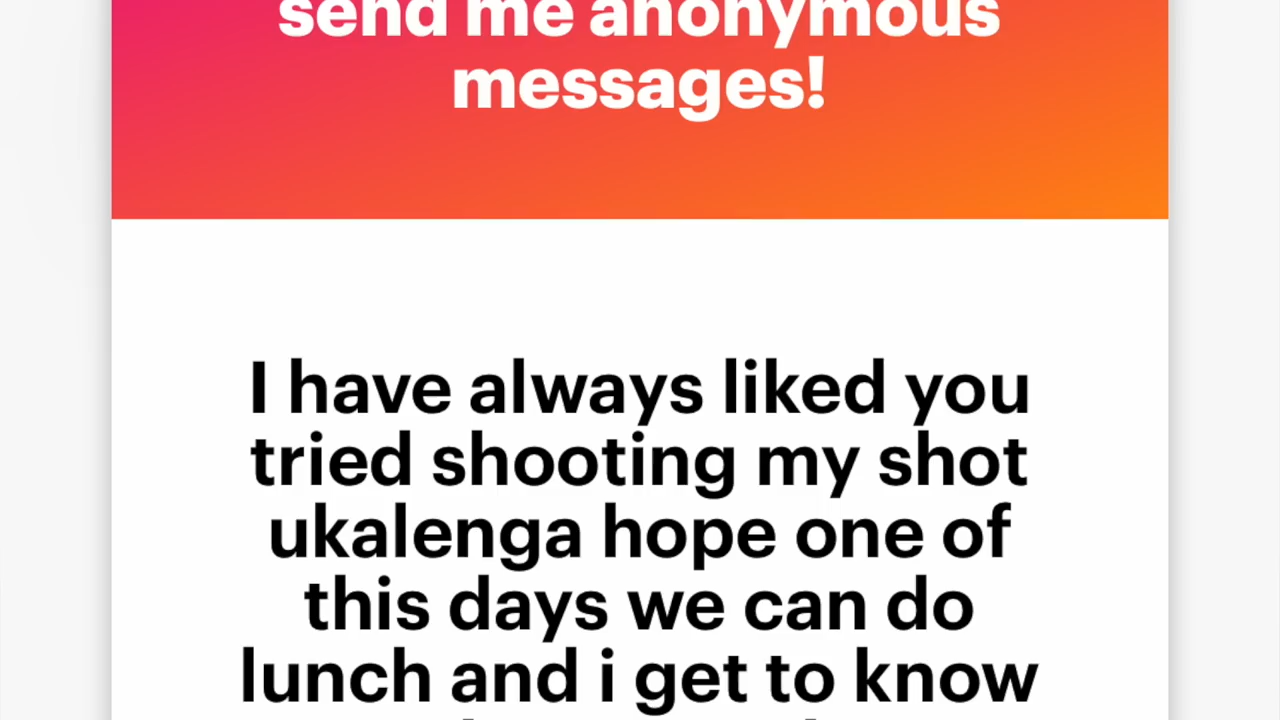 send me anonymous
messages!
I have always liked you
tried shooting my shot
ukalenga hope one of
this days we can do
lunch and i get to know